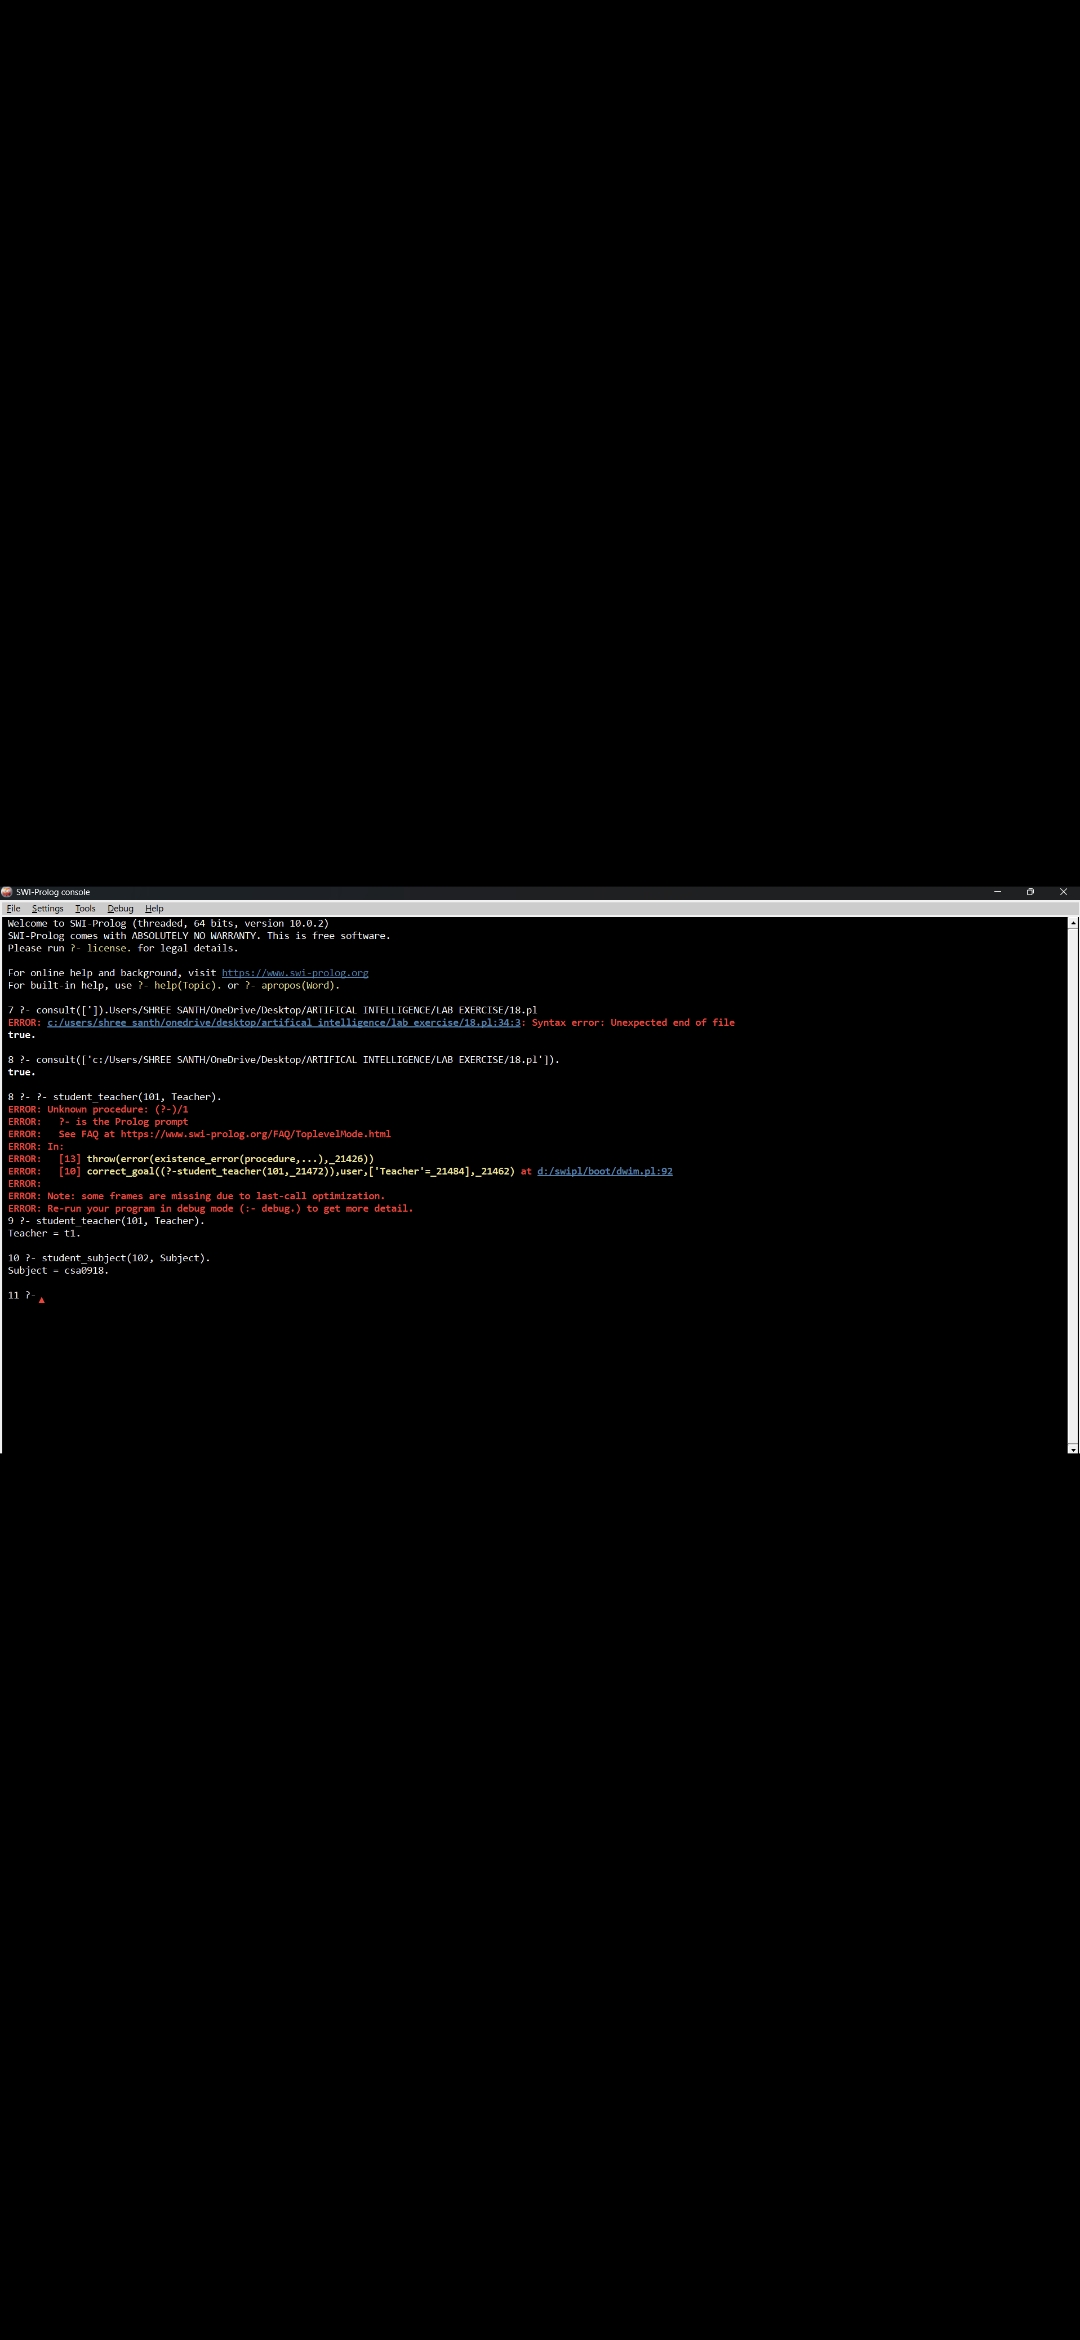 SWI-Prolog console
File Settings Tools Debug Help
Welcome to SWI-Prolog (threaded, 64 bits, version 10.0.2)
SWI-Prolog comes with ABSOLUTELY NO WARRANTY. This is free software.
Please run ?- license. for legal details.
For online help and background, visit https://www.swi-prolog.org
For built-in help, use ?- help(Topic). or ?- apropos(Word).
7 ?- consult([']).Users/SHREE SANTH/OneDrive/Desktop/ARTIFICAL INTELLIGENCE/LAB EXERCISE/18.pl
ERROR: c:/users/shree santh/onedrive/desktop/artifical intelligence/lab exercise/18.pl:34:3: Syntax error: Unexpected end of file
true.
8 ?- consult(['c:/Users/SHREE SANTH/OneDrive/Desktop/ARTIFICAL INTELLIGENCE/LAB EXERCISE/18.pl']).
true.
8 ?- ?- student_teacher(101, Teacher).
ERROR: Unknown procedure: (?-)/1
ERROR:   ?- is the Prolog prompt
ERROR:   See FAQ at https://www.swi-prolog.org/FAQ/ToplevelMode.html
ERROR: In:
ERROR:   [13] throw(error(existence_error(procedure,...),_21426))
ERROR:   [10] correct_goal((?-student_teacher(101,_21472)),user,['Teacher'=_21484],_21462) at d:/swipl/boot/dwim.pl:92
ERROR:
ERROR: Note: some frames are missing due to last-call optimization.
ERROR: Re-run your program in debug mode (:- debug.) to get more detail.
9 ?- student_teacher(101, Teacher).
Teacher = t1.
10 ?- student_subject(102, Subject).
Subject = csa0918.
11 ?-